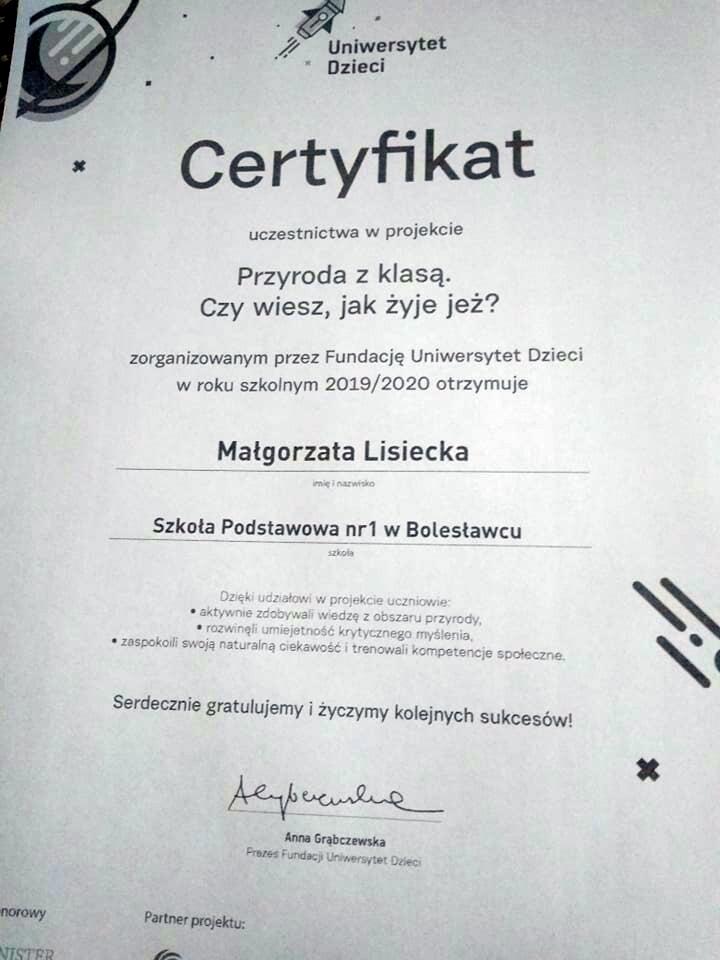 Uniwersytet
Dzieci
Certyfikat
uczestnictwa w projekcie
Przyroda z klasą.
Czy wiesz, jak żyje jeż?
zorganizowanym przez Fundację Uniwersytet Dzieci
w roku szkolnym 2019/2020 otrzymuje
Małgorzata Lisiecka
imię i nazwisko
Szkoła Podstawowa nr1 w Bolesławcu
szkoła
Dzięki udziałowi w projekcie uczniowie:
• aktywnie zdobywali wiedzę z obszaru przyrody,
• rozwinęli umiejetność krytycznego myślenia,
• zaspokoili swoją naturalną ciekawość i trenowali kompetencje społeczne.
Serdecznie gratulujemy i życzymy kolejnych sukcesów!
Anna Grąbczewska
Prezes Fundacji Uniwersytet Dzieci
norowy
Partner projektu:
NISTER